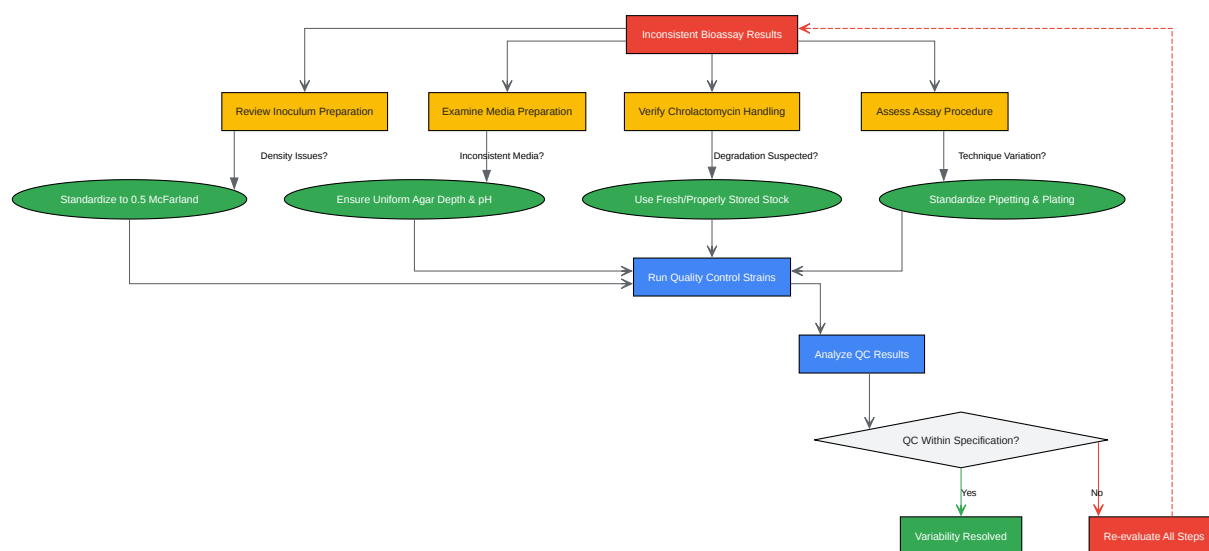 Inconsistent Bioassay Results
Review Inoculum Preparation
Examine Media Preparation
Verify Chrolactomycin Handling
Assess Assay Procedure
Density Issues?
Inconsistent Media?
Degradation Suspected?
Technique Variation?
Standardize to 0.5 McFarland
Ensure Uniform Agar Depth & pH
Use Fresh/Properly Stored Stock
Standardize Pipetting & Plating
Run Quality Control Strains
Analyze QC Results
QC Within Specification?
Yes
No
Variability Resolved
Re-evaluate All Steps